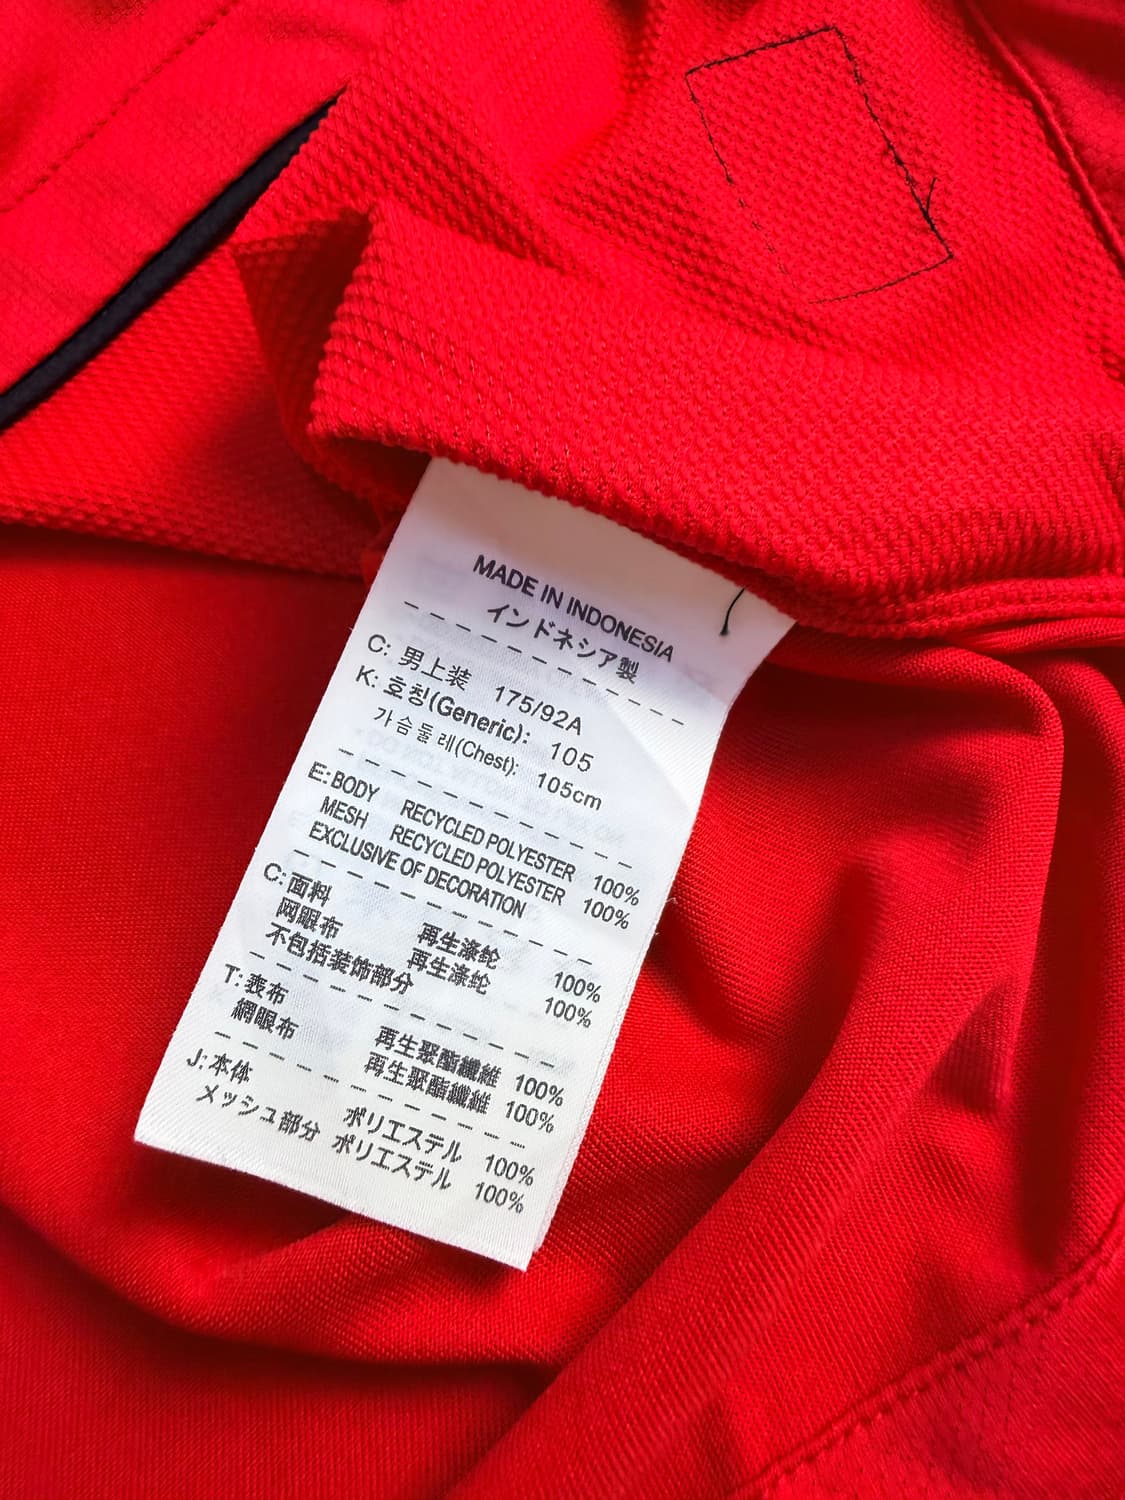 MADE IN INDONESIA
インドネシア製
C: 男上装 175/92A
K: 호칭(Generic): 105
가슴둘레(Chest): 105cm
E: BODY RECYCLED POLYESTER 100%
MESH RECYCLED POLYESTER 100%
EXCLUSIVE OF DECORATION
C: 面料 再生涤纶 100%
网眼布 再生涤纶 100%
不包括装饰部分
T: 表布 再生聚酯纖維 100%
網眼布 再生聚酯纖維 100%
J: 本体 ポリエステル 100%
メッシュ部分 ポリエステル 100%